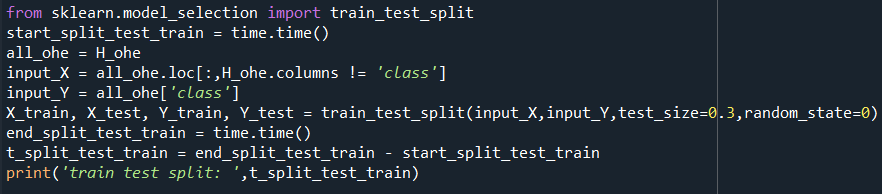 from sklearn.model_selection import train_test_split
start_split_test_train = time.time()
all_ohe = H_ohe
input_X = all_ohe.loc[:,H_ohe.columns != 'class']
input_Y = all_ohe['class']
X_train, X_test, Y_train, Y_test = train_test_split(input_X,input_Y,test_size=0.3,random_state=0)
end_split_test_train = time.time()
t_split_test_train = end_split_test_train - start_split_test_train
print('train test split: ',t_split_test_train)